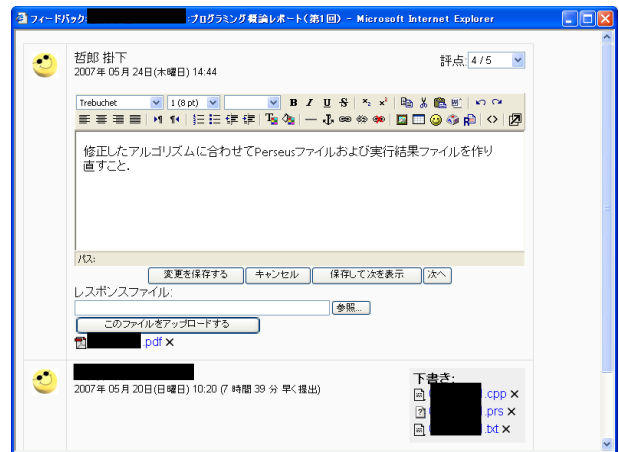 フィードバック: :プログラミング概論レポート(第1回) - Microsoft Internet Explorer
哲郎 掛下
2007年 05月 24日(木曜日) 14:44
評点: 4 / 5
Trebuchet 1 (8 pt) B I U S
修正したアルゴリズムに合わせてPerseusファイルおよび実行結果ファイルを作り
直すこと.
パス:
変更を保存する キャンセル 保存して次を表示 次へ
レスポンスファイル:
参照...
このファイルをアップロードする
.pdf ×
2007年 05月 20日(日曜日) 10:20 (7 時間 39 分 早く提出)
下書き:
.cpp ×
.prs ×
.txt ×